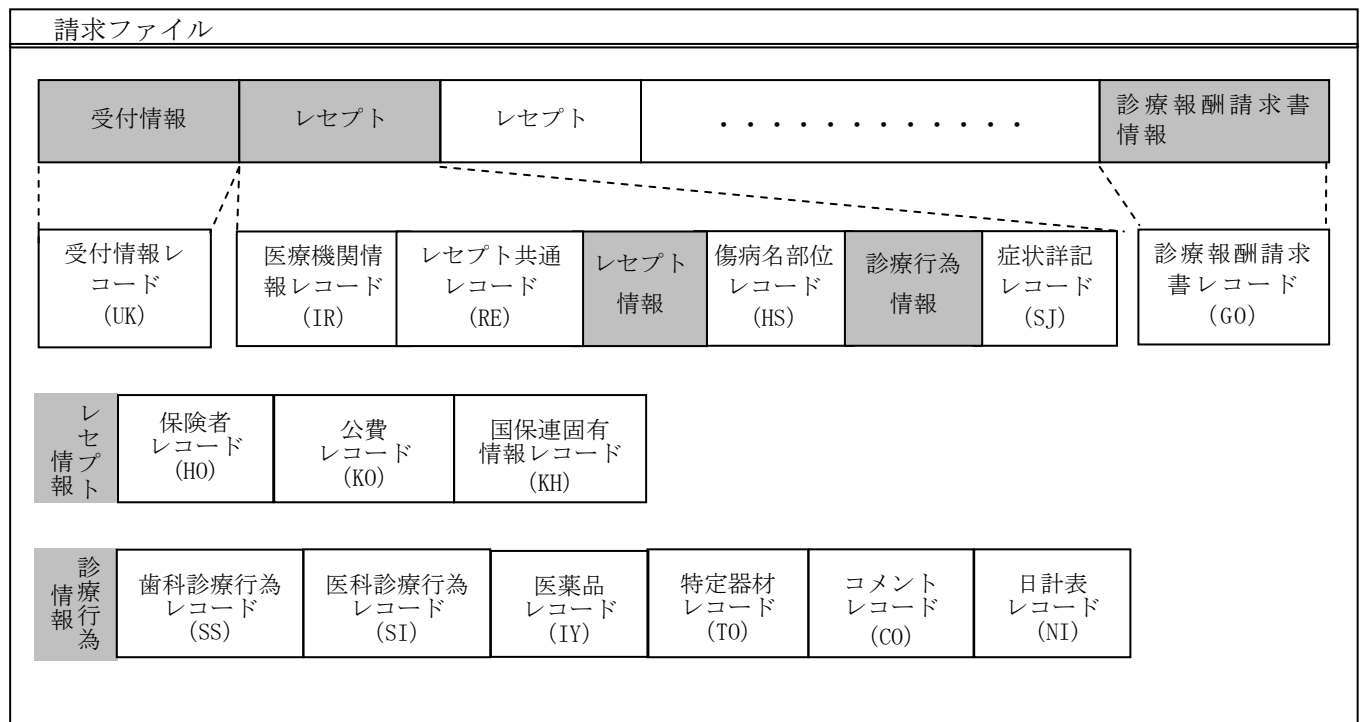 請求ファイル
受付情報
レセプト
レセプト
・・・・・・・・・・・・
診療報酬請求書
情報
受付情報レ
コード
(UK)
医療機関情
報レコード
(IR)
レセプト共通
レコード
(RE)
レセプト
情報
傷病名部位
レコード
(HS)
診療行為
情報
症状詳記
レコード
(SJ)
診療報酬請求
書レコード
(GO)
レセプト
情報
保険者
レコード
(HO)
公費
レコード
(KO)
国保連固有
情報レコード
(KH)
診療行為
情報
歯科診療行為
レコード
(SS)
医科診療行為
レコード
(SI)
医薬品
レコード
(IY)
特定器材
レコード
(TO)
コメント
レコード
(CO)
日計表
レコード
(NI)